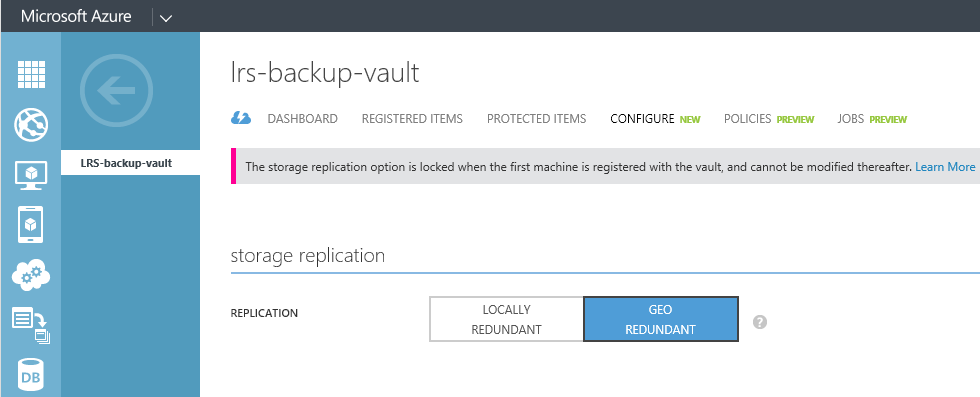 Microsoft Azure
lrs-backup-vault
DASHBOARD REGISTERED ITEMS PROTECTED ITEMS CONFIGURE NEW POLICIES PREVIEW JOBS PREVIEW
LRS-backup-vault
The storage replication option is locked when the first machine is registered with the vault, and cannot be modified thereafter. Learn More
storage replication
REPLICATION
LOCALLY
REDUNDANT
GEO
REDUNDANT
?
DB